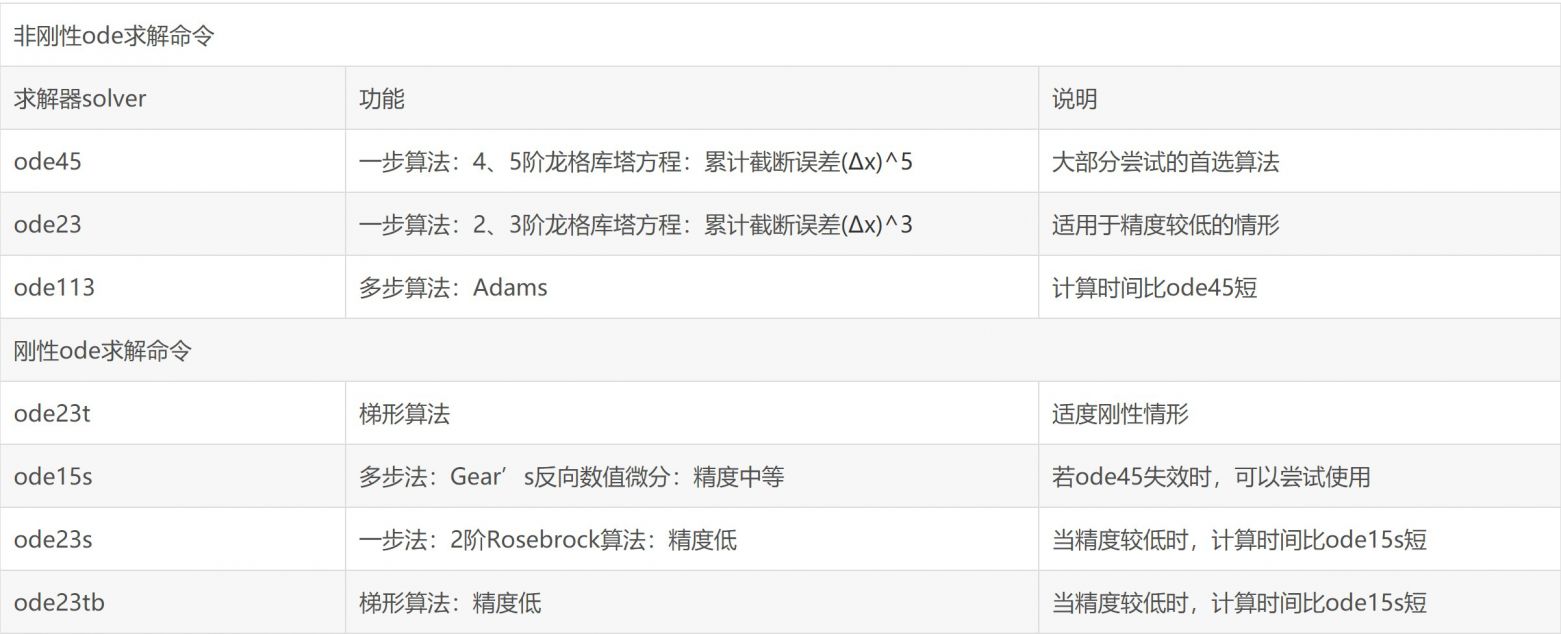 非刚性ode求解命令
求解器solver 功能 说明
ode45 一步算法：4、5阶龙格库塔方程：累计截断误差(Δx)^5 大部分尝试的首选算法
ode23 一步算法：2、3阶龙格库塔方程：累计截断误差(Δx)^3 适用于精度较低的情形
ode113 多步算法：Adams 计算时间比ode45短
刚性ode求解命令
ode23t 梯形算法 适度刚性情形
ode15s 多步法：Gear’s反向数值微分：精度中等 若ode45失效时，可以尝试使用
ode23s 一步法：2阶Rosebrock算法：精度低 当精度较低时，计算时间比ode15s短
ode23tb 梯形算法：精度低 当精度较低时，计算时间比ode15s短